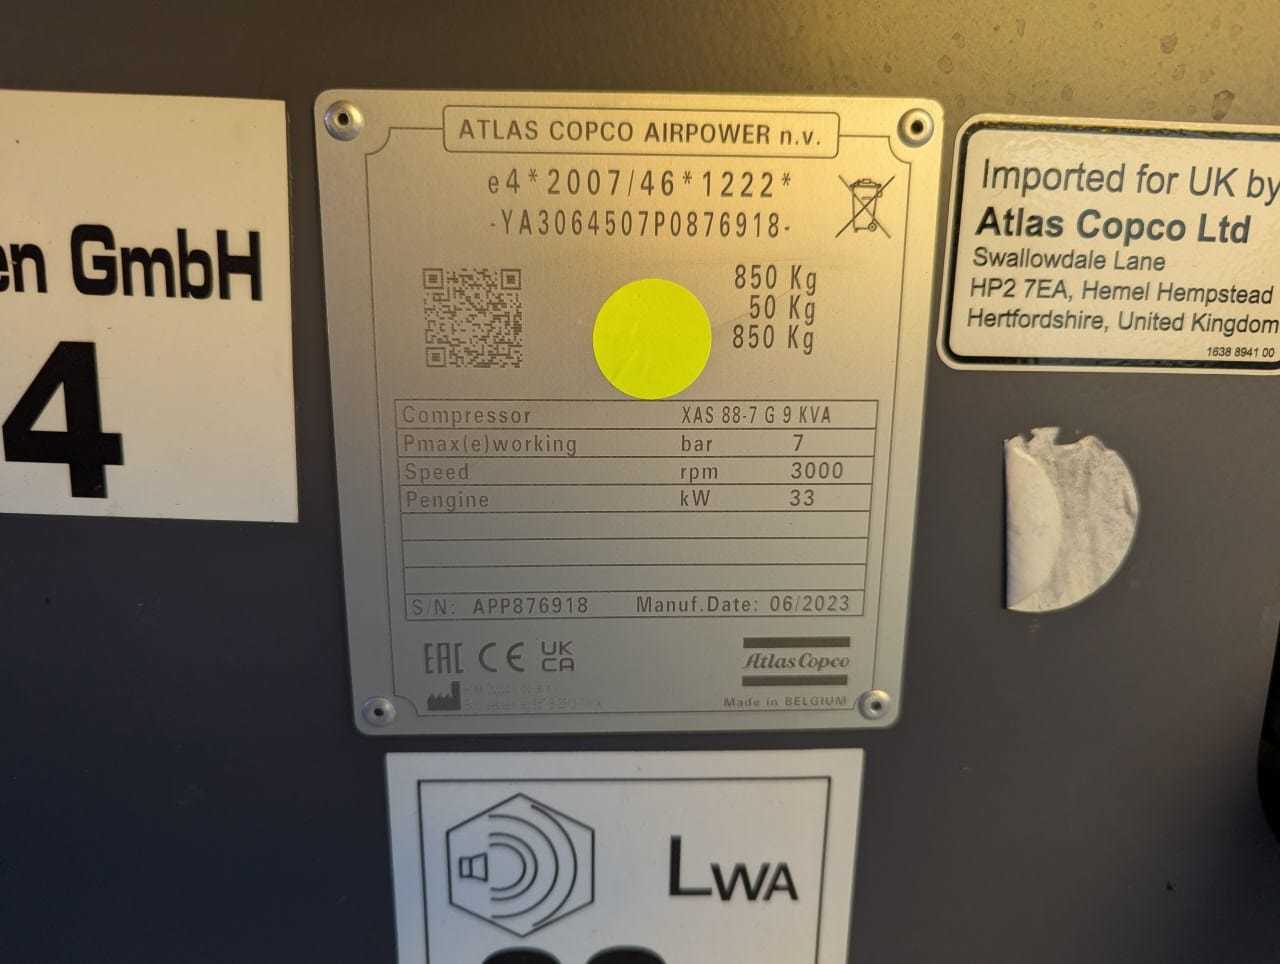 en GmbH
4
ATLAS COPCO AIRPOWER n.v.
e4*2007/46*1222*
-YA3064507P0876918-
850 Kg
50 Kg
850 Kg
Compressor XAS 88-7 G 9 KVA
Pmax(e)working bar 7
Speed rpm 3000
Pengine kW 33
S/N: APP876918 Manuf.Date: 06/2023
EAC CE UK CA
AtlasCopco
Made in BELGIUM
Imported for UK by
Atlas Copco Ltd
Swallowdale Lane
HP2 7EA, Hemel Hempstead
Hertfordshire, United Kingdom
1638 8941 00
LWA